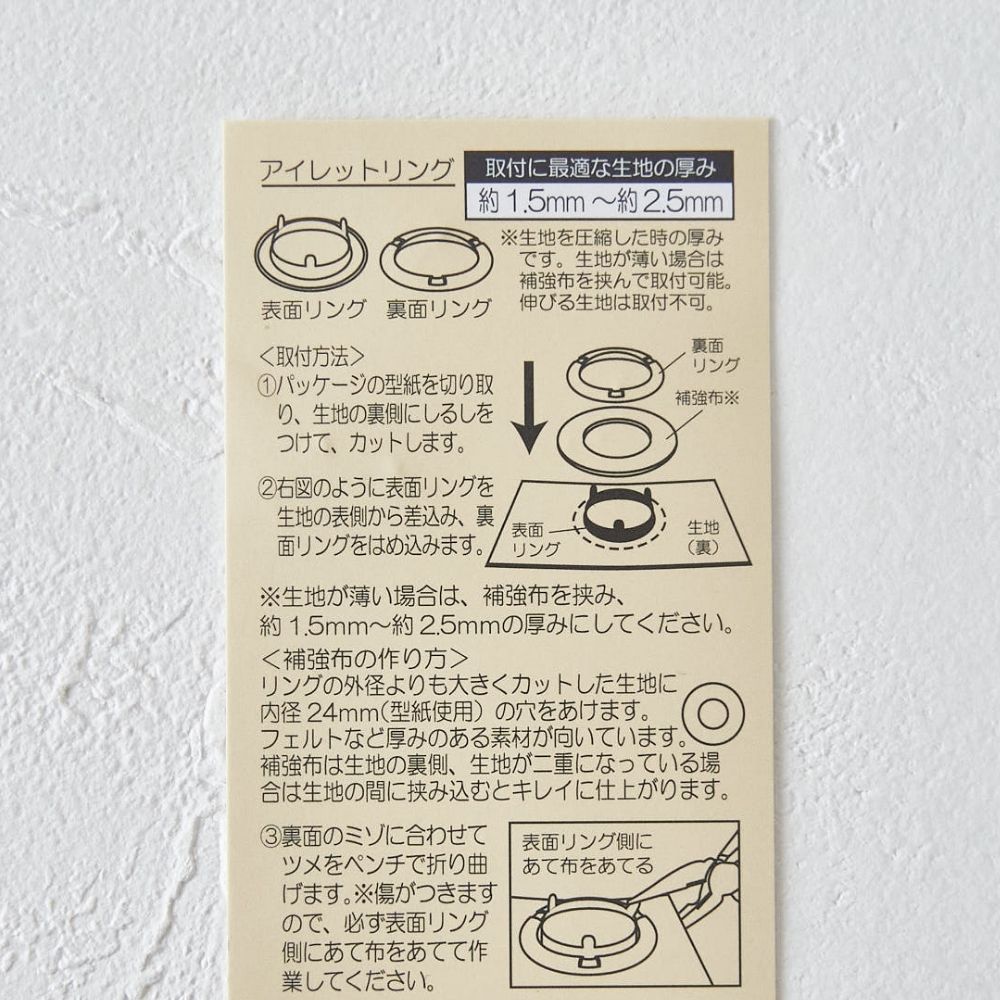 アイレットリング
取付に最適な生地の厚み
約1.5mm～約2.5mm
※生地を圧縮した時の厚み
です。生地が薄い場合は
補強布を挟んで取付可能。
伸びる生地は取付不可。
表面リング 裏面リング
＜取付方法＞
①パッケージの型紙を切り取
り、生地の裏側にしるしを
つけて、カットします。
②右図のように表面リングを
生地の表側から差込み、裏
面リングをはめ込みます。
裏面
リング
補強布※
表面
リング
生地
（裏）
※生地が薄い場合は、補強布を挟み、
約1.5mm～約2.5mmの厚みにしてください。
＜補強布の作り方＞
リングの外径よりも大きくカットした生地に
内径24mm（型紙使用）の穴をあけます。
フェルトなど厚みのある素材が向いています。
補強布は生地の裏側、生地が二重になっている場
合は生地の間に挟み込むとキレイに仕上がります。
③裏面のミゾに合わせて
ツメをペンチで折り曲
げます。※傷がつきます
ので、必ず表面リング
側にあて布をあてて作
業してください。
表面リング側に
あて布をあてる